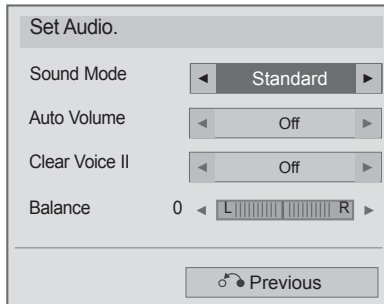 Set Audio.
Sound Mode ◄ Standard ►
Auto Volume ◄ Off ►
Clear Voice II ◄ Off ►
Balance 0 ◄ L R ►
Previous